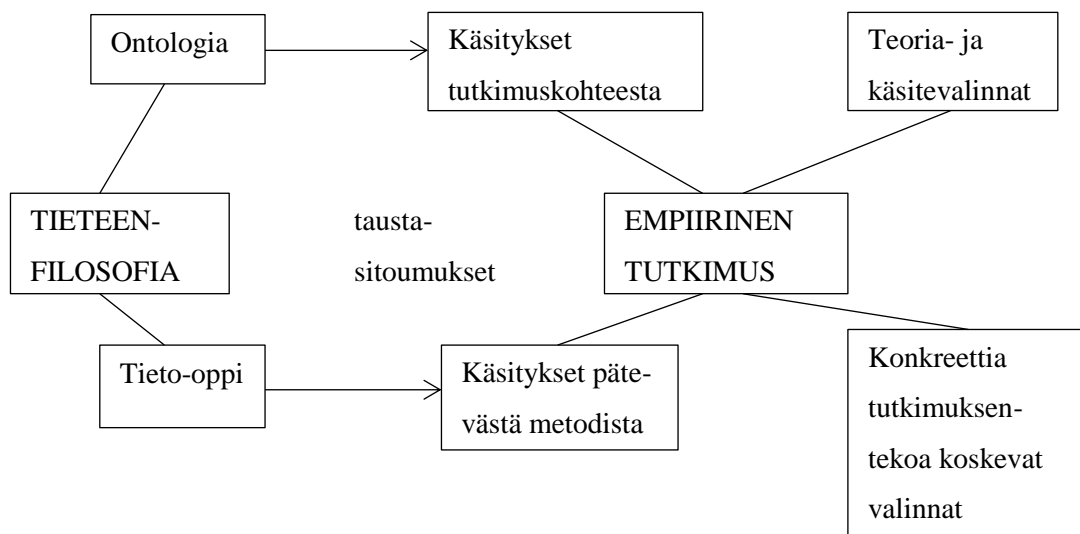 Ontologia
Käsitykset
tutkimuskohteesta
Teoria- ja
käsitevalinnat
TIETEEN-
FILOSOFIA
tausta-
sitoumukset
EMPIIRINEN
TUTKIMUS
Tieto-oppi
Käsitykset päte-
västä metodista
Konkreettia
tutkimuksen-
tekoa koskevat
valinnat